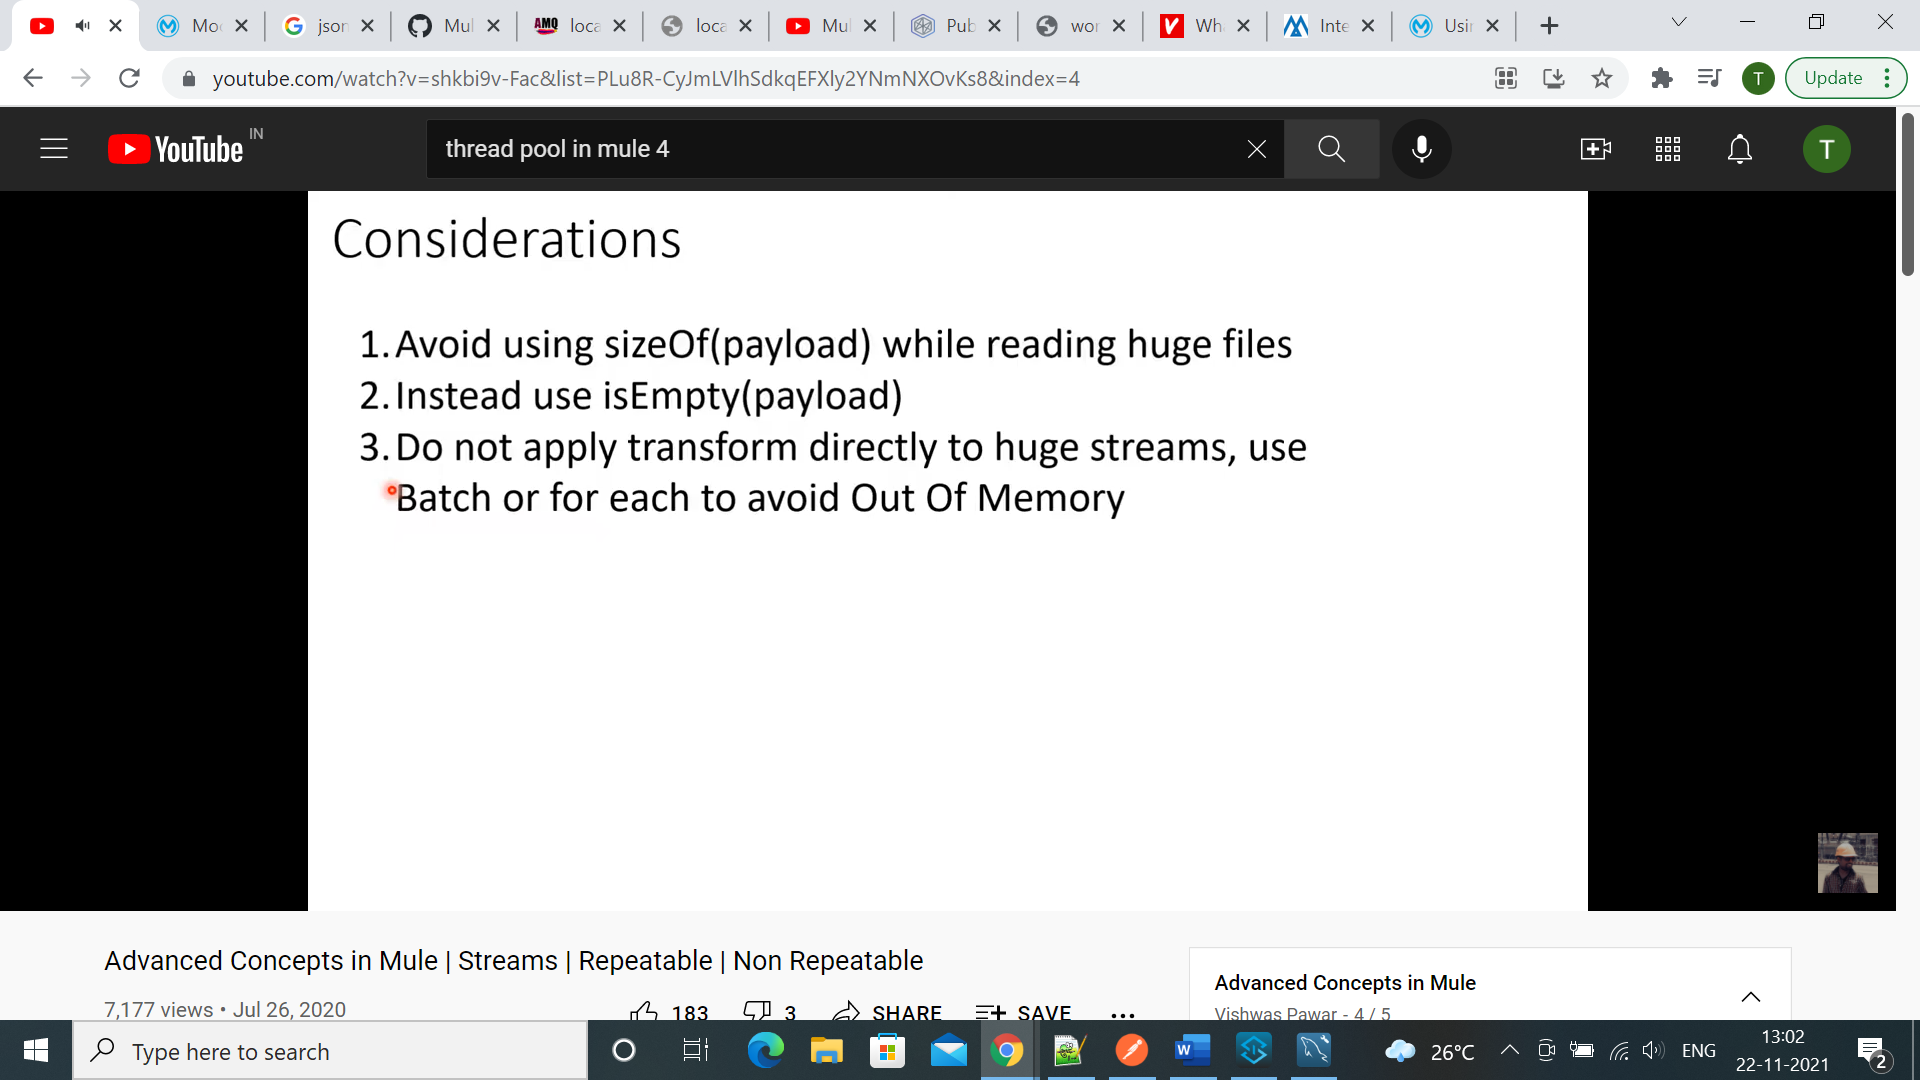 Mo
json
Mul
AMQ loca
loca
Mul
Pub
wor
Wh
Inte
Usin
youtube.com/watch?v=shkbi9v-Fac&list=PLu8R-CyJmLVlhSdkqEFXly2YNmNXOvKs8&index=4
T
Update
YouTube IN
thread pool in mule 4
T
Considerations
1. Avoid using sizeOf(payload) while reading huge files
2. Instead use isEmpty(payload)
3. Do not apply transform directly to huge streams, use
Batch or for each to avoid Out Of Memory
Advanced Concepts in Mule | Streams | Repeatable | Non Repeatable
7,177 views • Jul 26, 2020
183 3 SHARE SAVE
Advanced Concepts in Mule
Vishwas Pawar - 4 / 5
Type here to search
26°C
ENG
13:02
22-11-2021
2